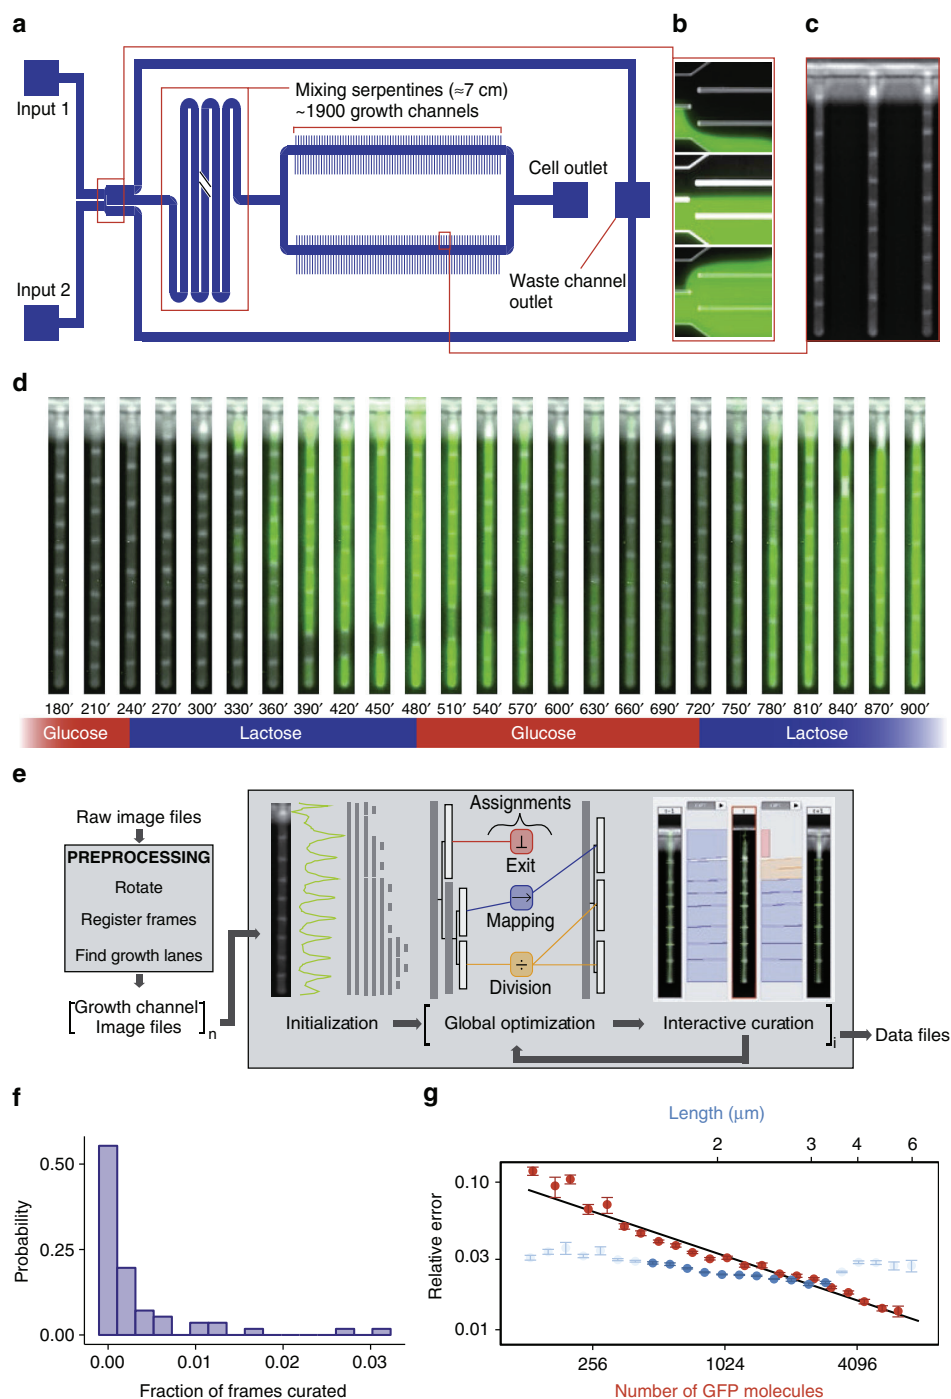 a
b
c
Input 1
Mixing serpentines (≈7 cm)
~1900 growth channels
Cell outlet
Input 2
Waste channel
outlet
d
180′ 210′ 240′ 270′ 300′ 330′ 360′ 390′ 420′ 450′ 480′ 510′ 540′ 570′ 600′ 630′ 660′ 690′ 720′ 750′ 780′ 810′ 840′ 870′ 900′
Glucose Lactose Glucose Lactose
e
Raw image files
PREPROCESSING
Rotate
Register frames
Find growth lanes
[Growth channel
Image files]n
Assignments
⊥
Exit
→
Mapping
÷
Division
Initialization
Global optimization
Interactive curation
i
Data files
f
Probability
0.50
0.25
0.00
0.00 0.01 0.02 0.03
Fraction of frames curated
g
Length (μm)
2 3 4 6
Relative error
0.10
0.03
0.01
256 1024 4096
Number of GFP molecules